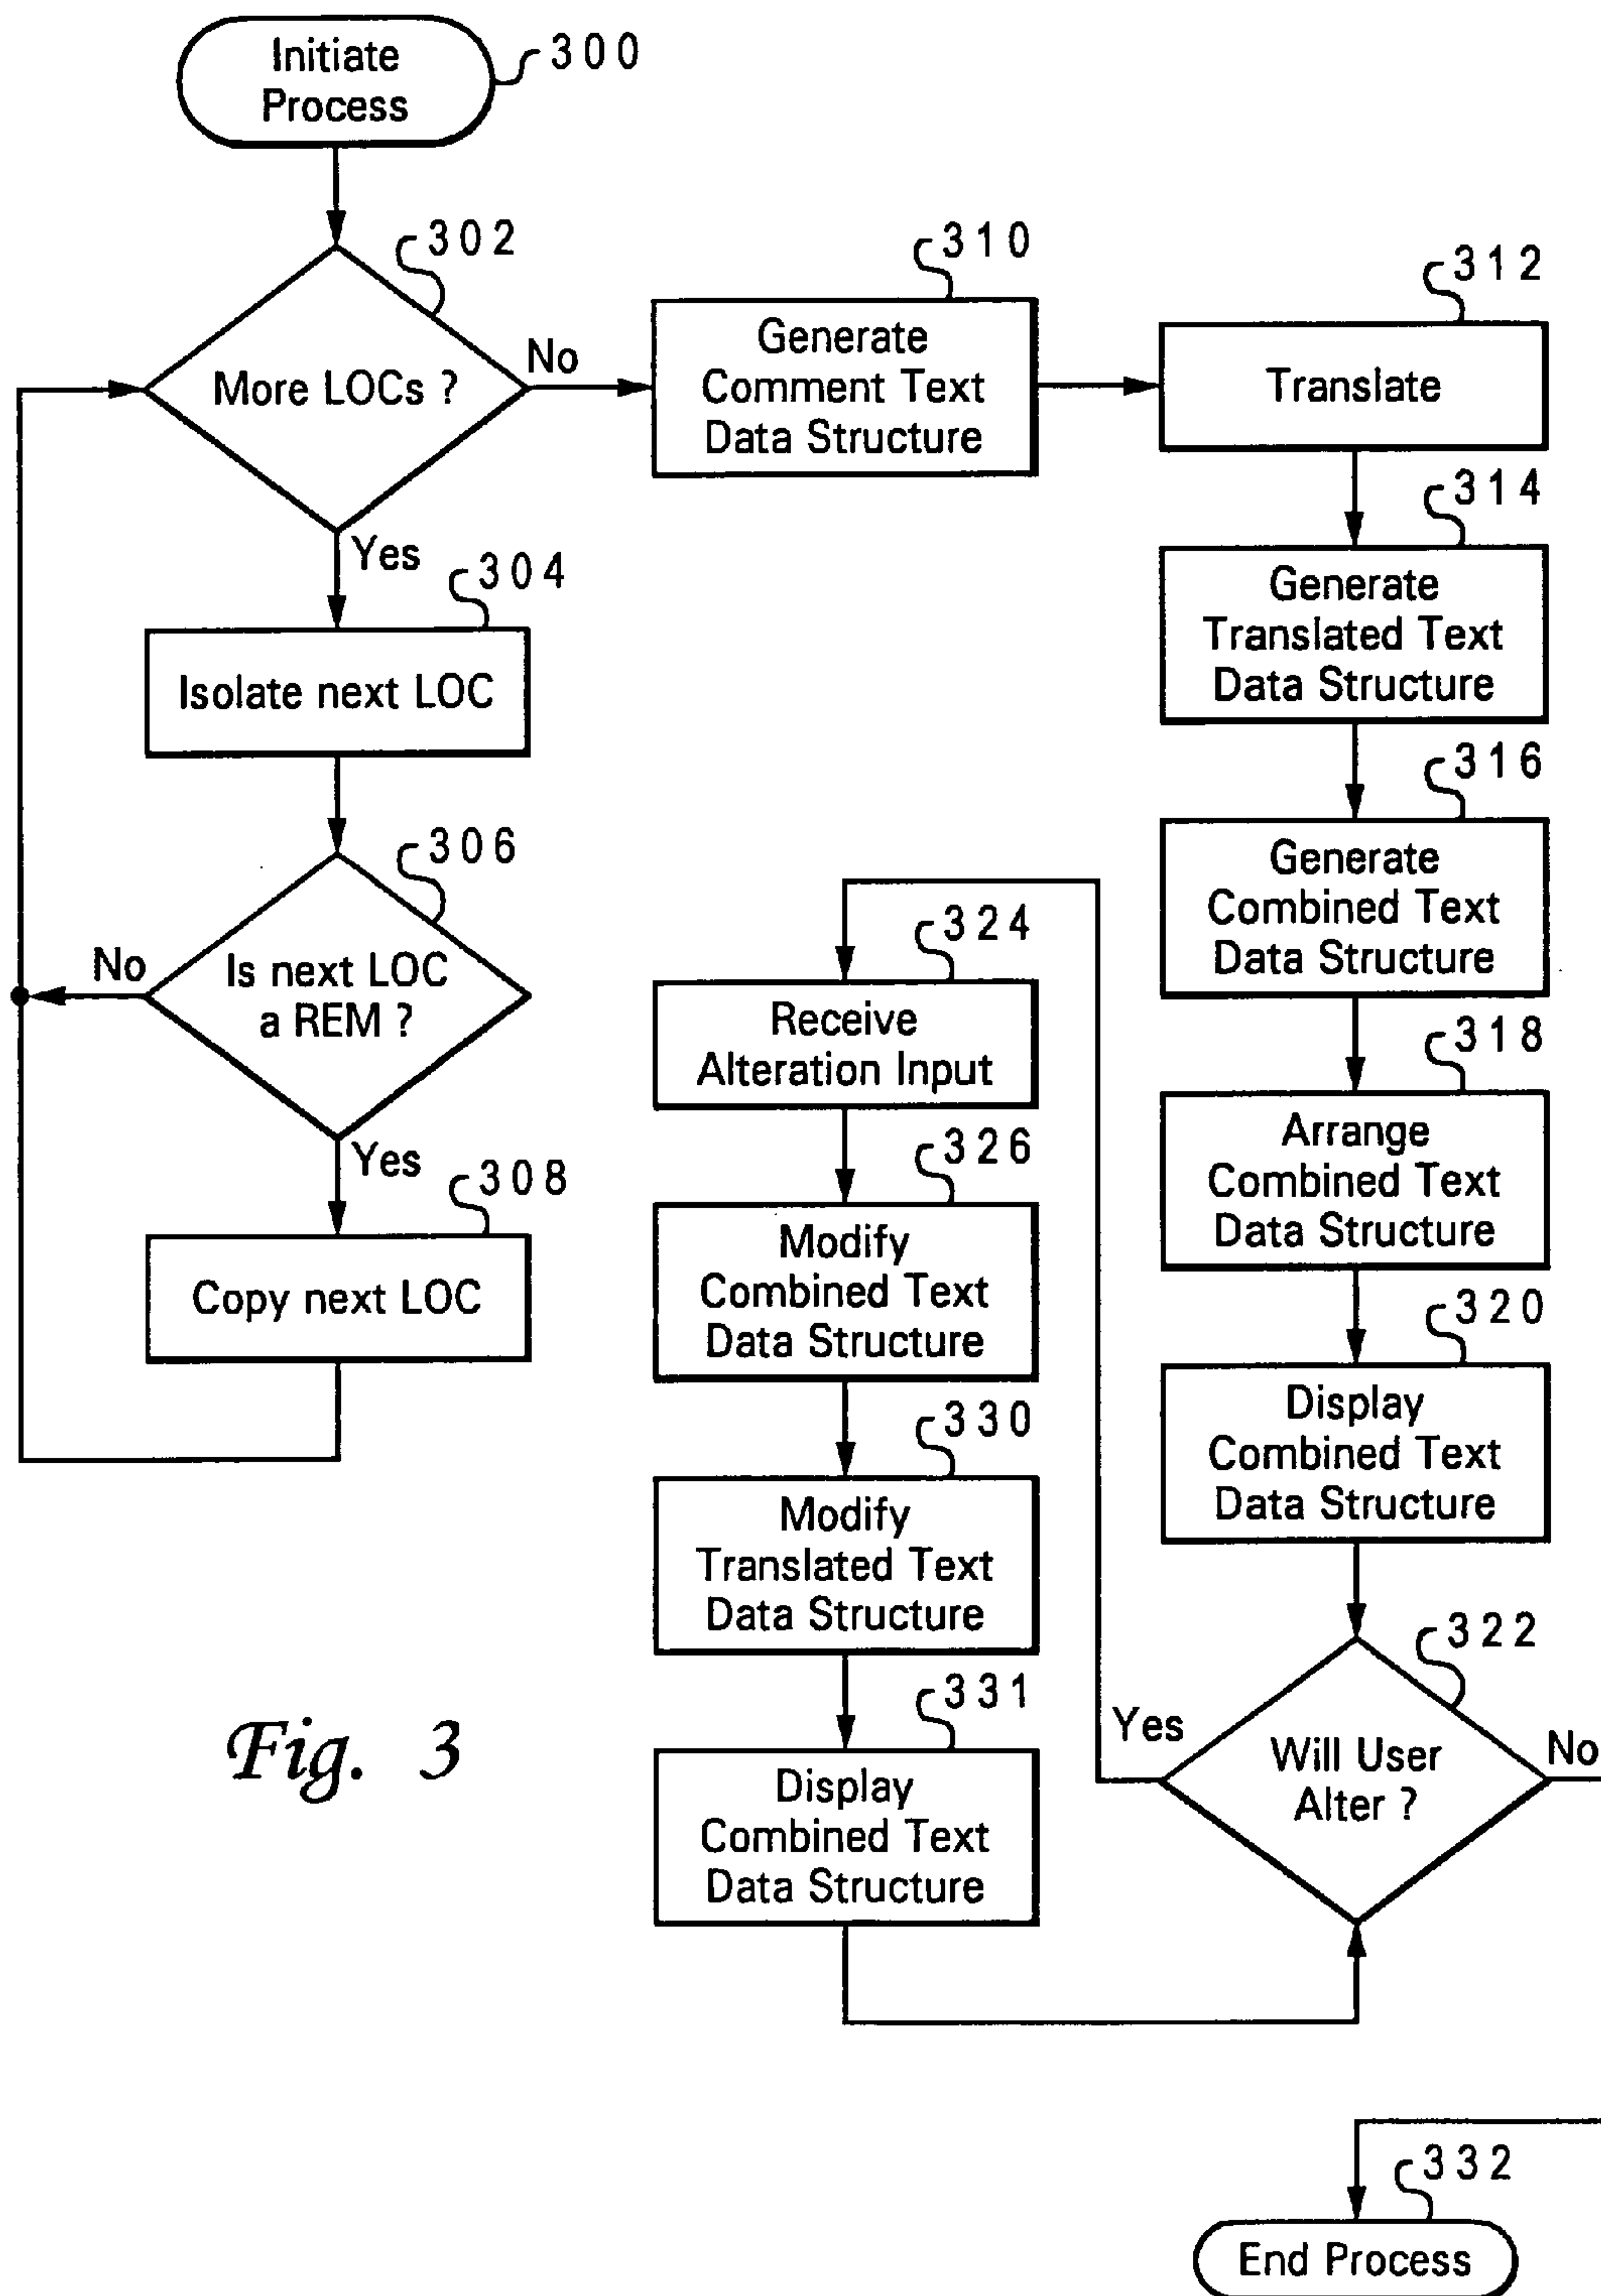 Initiate
Process
300
302
More LOCs ?
No
Yes
304
Isolate next LOC
306
Is next LOC
a REM ?
No
Yes
308
Copy next LOC
310
Generate
Comment Text
Data Structure
312
Translate
314
Generate
Translated Text
Data Structure
316
Generate
Combined Text
Data Structure
318
Arrange
Combined Text
Data Structure
320
Display
Combined Text
Data Structure
322
Will User
Alter ?
Yes
No
324
Receive
Alteration Input
326
Modify
Combined Text
Data Structure
330
Modify
Translated Text
Data Structure
331
Display
Combined Text
Data Structure
332
End Process
Fig. 3